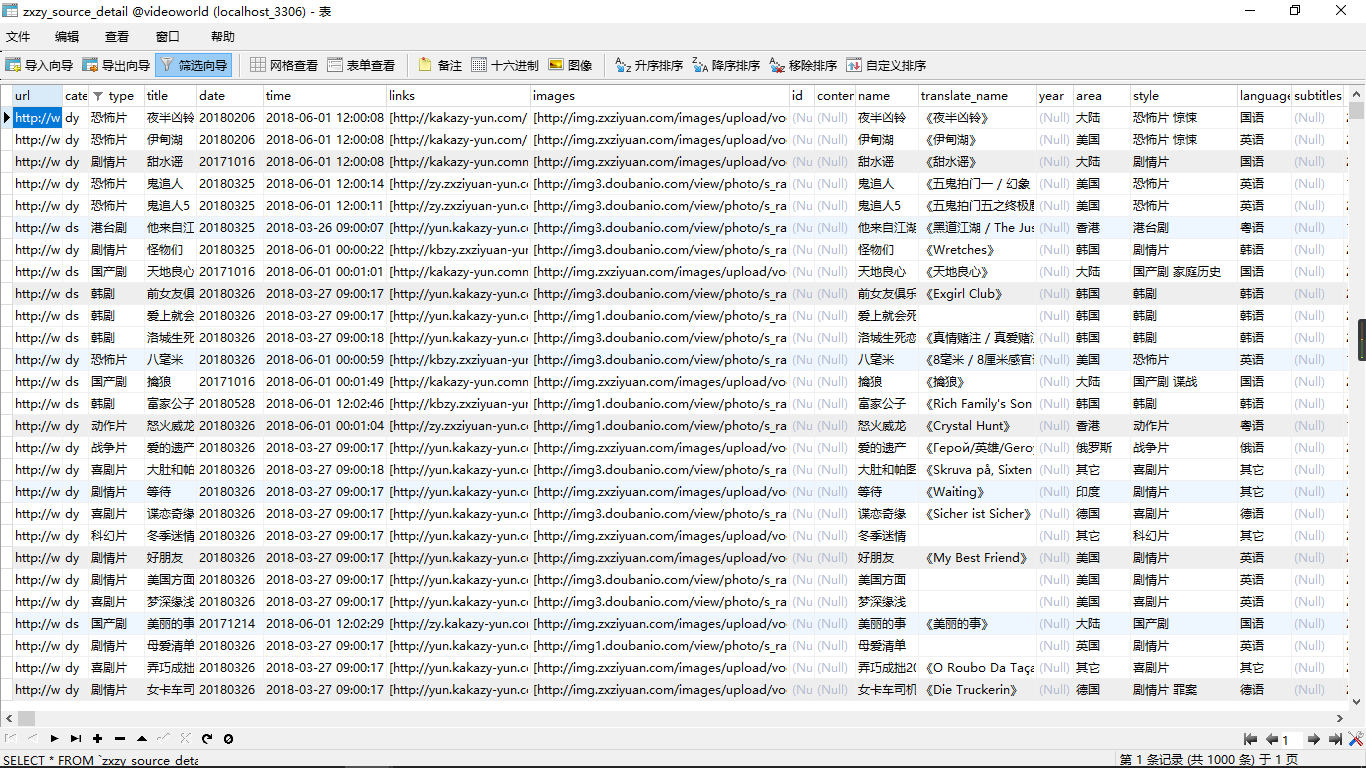 zxzy_source_detail @videoworld (localhost_3306) - 表
文件 编辑 查看 窗口 帮助
导入向导 导出向导 筛选向导 网格查看 表单查看 备注 十六进制 图像 升序排序 降序排序 移除排序 自定义排序
url cate type title date time links images id conter name translate_name year area style language subtitles
http://w dy 恐怖片 夜半凶铃 20180206 2018-06-01 12:00:08 [http://kakazy-yun.com/ [http://img.zxziyuan.com/images/upload/vo (Nu (Null) 夜半凶铃 《夜半凶铃》 (Null) 大陆 恐怖片 惊悚 国语 (Null)
http://w dy 恐怖片 伊甸湖 20180206 2018-06-01 12:00:08 [http://kakazy-yun.com/ [http://img.zxziyuan.com/images/upload/vo (Nu (Null) 伊甸湖 《伊甸湖》 (Null) 美国 恐怖片 惊悚 英语 (Null)
http://w dy 剧情片 甜水谣 20171016 2018-06-01 12:00:08 [http://kakazy-yun.comn [http://img.zxziyuan.com/images/upload/vo (Nu (Null) 甜水谣 《甜水谣》 (Null) 大陆 剧情片 国语 (Null)
http://w dy 恐怖片 鬼追人 20180325 2018-06-01 12:00:14 [http://zy.zxziyuan-yun.c [http://img3.doubanio.com/view/photo/s_ra (Nu (Null) 鬼追人 《五鬼拍门一 / 幻象 (Null) 美国 恐怖片 英语 (Null)
http://w dy 恐怖片 鬼追人5 20180325 2018-06-01 12:00:11 [http://zy.zxziyuan-yun.c [http://img3.doubanio.com/view/photo/s_ra (Nu (Null) 鬼追人5 《五鬼拍门五之终极 (Null) 美国 恐怖片 英语 (Null)
http://w ds 港台剧 他来自江 20180325 2018-03-26 09:00:07 [http://yun.kakazy-yun.c [http://img.zxziyuan.com/images/upload/vo (Nu (Null) 他来自江湖 《黑道江湖 / The Jus (Null) 香港 港台剧 粤语 (Null)
http://w dy 剧情片 怪物们 20180325 2018-06-01 00:00:22 [http://kbzy.zxziyuan-yur [http://img.zxziyuan.com/images/upload/vo (Nu (Null) 怪物们 《Wretches》 (Null) 韩国 剧情片 韩语 (Null)
http://w ds 国产剧 天地良心 20171016 2018-06-01 00:01:01 [http://kakazy-yun.comn [http://img.zxziyuan.com/images/upload/vo (Nu (Null) 天地良心 《天地良心》 (Null) 大陆 国产剧 家庭历史 国语 (Null)
http://w ds 韩剧 前女友俱 20180326 2018-03-27 09:00:17 [http://yun.kakazy-yun.c [http://img3.doubanio.com/view/photo/s_ra (Nu (Null) 前女友俱乐 《Exgirl Club》 (Null) 韩国 韩剧 韩语 (Null)
http://w ds 韩剧 爱上就会 20180326 2018-03-27 09:00:17 [http://yun.kakazy-yun.c [http://img1.doubanio.com/view/photo/s_ra (Nu (Null) 爱上就会死 (Null) 韩国 韩剧 韩语 (Null)
http://w ds 韩剧 洛城生死 20180326 2018-03-27 09:00:18 [http://yun.kakazy-yun.c [http://img3.doubanio.com/view/photo/s_ra (Nu (Null) 洛城生死恋 《真情赌注 / 真爱赌 (Null) 韩国 韩剧 韩语 (Null)
http://w dy 恐怖片 八毫米 20180326 2018-06-01 00:00:59 [http://kbzy.zxziyuan-yur [http://img.zxziyuan.com/images/upload/vo (Nu (Null) 八毫米 《8毫米 / 8厘米感官 (Null) 美国 恐怖片 英语 (Null)
http://w ds 国产剧 擒狼 20171016 2018-06-01 00:01:49 [http://kakazy-yun.comn [http://img.zxziyuan.com/images/upload/vo (Nu (Null) 擒狼 《擒狼》 (Null) 大陆 国产剧 谍战 国语 (Null)
http://w ds 韩剧 富家公子 20180528 2018-06-01 12:02:46 [http://kbzy.zxziyuan-yur [http://img1.doubanio.com/view/photo/s_ra (Nu (Null) 富家公子 《Rich Family's Son (Null) 韩国 韩剧 韩语 (Null)
http://w dy 动作片 怒火威龙 20180326 2018-06-01 00:01:04 [http://zy.zxziyuan-yun.c [http://img1.doubanio.com/view/photo/s_ra (Nu (Null) 怒火威龙 《Crystal Hunt》 (Null) 香港 动作片 粤语 (Null)
http://w dy 战争片 爱的遗产 20180326 2018-03-27 09:00:17 [http://yun.kakazy-yun.c [http://img.zxziyuan.com/images/upload/vo (Nu (Null) 爱的遗产 《Герой/英雄/Geroy (Null) 俄罗斯 战争片 俄语 (Null)
http://w dy 喜剧片 大肚和帕 20180326 2018-03-27 09:00:18 [http://yun.kakazy-yun.c [http://img3.doubanio.com/view/photo/s_ra (Nu (Null) 大肚和帕图 《Skruva på, Sixten (Null) 其它 喜剧片 其它 (Null)
http://w dy 剧情片 等待 20180326 2018-03-27 09:00:17 [http://yun.kakazy-yun.c [http://img.zxziyuan.com/images/upload/vo (Nu (Null) 等待 《Waiting》 (Null) 印度 剧情片 其它 (Null)
http://w dy 喜剧片 谍恋奇缘 20180326 2018-03-27 09:00:17 [http://yun.kakazy-yun.c [http://img.zxziyuan.com/images/upload/vo (Nu (Null) 谍恋奇缘 《Sicher ist Sicher》 (Null) 德国 喜剧片 德语 (Null)
http://w dy 科幻片 冬季迷情 20180326 2018-03-27 09:00:17 [http://yun.kakazy-yun.c [http://img.zxziyuan.com/images/upload/vo (Nu (Null) 冬季迷情 (Null) 其它 科幻片 其它 (Null)
http://w dy 剧情片 好朋友 20180326 2018-03-27 09:00:17 [http://yun.kakazy-yun.c [http://img.zxziyuan.com/images/upload/vo (Nu (Null) 好朋友 《My Best Friend》 (Null) 美国 剧情片 英语 (Null)
http://w dy 剧情片 美国方面 20180326 2018-03-27 09:00:17 [http://yun.kakazy-yun.c [http://img3.doubanio.com/view/photo/s_ra (Nu (Null) 美国方面 (Null) 美国 剧情片 英语 (Null)
http://w dy 喜剧片 梦深缘浅 20180326 2018-03-27 09:00:17 [http://yun.kakazy-yun.c [http://img3.doubanio.com/view/photo/s_ra (Nu (Null) 梦深缘浅 (Null) 美国 喜剧片 英语 (Null)
http://w ds 国产剧 美丽的事 20171214 2018-06-01 12:02:29 [http://zy.kakazy-yun.cor [http://img.zxziyuan.com/images/upload/vo (Nu (Null) 美丽的事 《美丽的事》 (Null) 大陆 国产剧 国语 (Null)
http://w dy 剧情片 母爱清单 20180326 2018-03-27 09:00:17 [http://yun.kakazy-yun.c [http://img1.doubanio.com/view/photo/s_ra (Nu (Null) 母爱清单 (Null) 英国 剧情片 英语 (Null)
http://w dy 喜剧片 弄巧成拙 20180326 2018-03-27 09:00:17 [http://yun.kakazy-yun.c [http://img.zxziyuan.com/images/upload/vo (Nu (Null) 弄巧成拙20 《O Roubo Da Taça (Null) 其它 喜剧片 其它 (Null)
http://w dy 剧情片 女卡车司 20180326 2018-03-27 09:00:17 [http://yun.kakazy-yun.c [http://img.zxziyuan.com/images/upload/vo (Nu (Null) 女卡车司机 《Die Truckerin》 (Null) 德国 剧情片 罪案 德语 (Null)
1
SELECT * FROM `zxzy_source_deta 第 1 条记录 (共 1000 条) 于 1 页